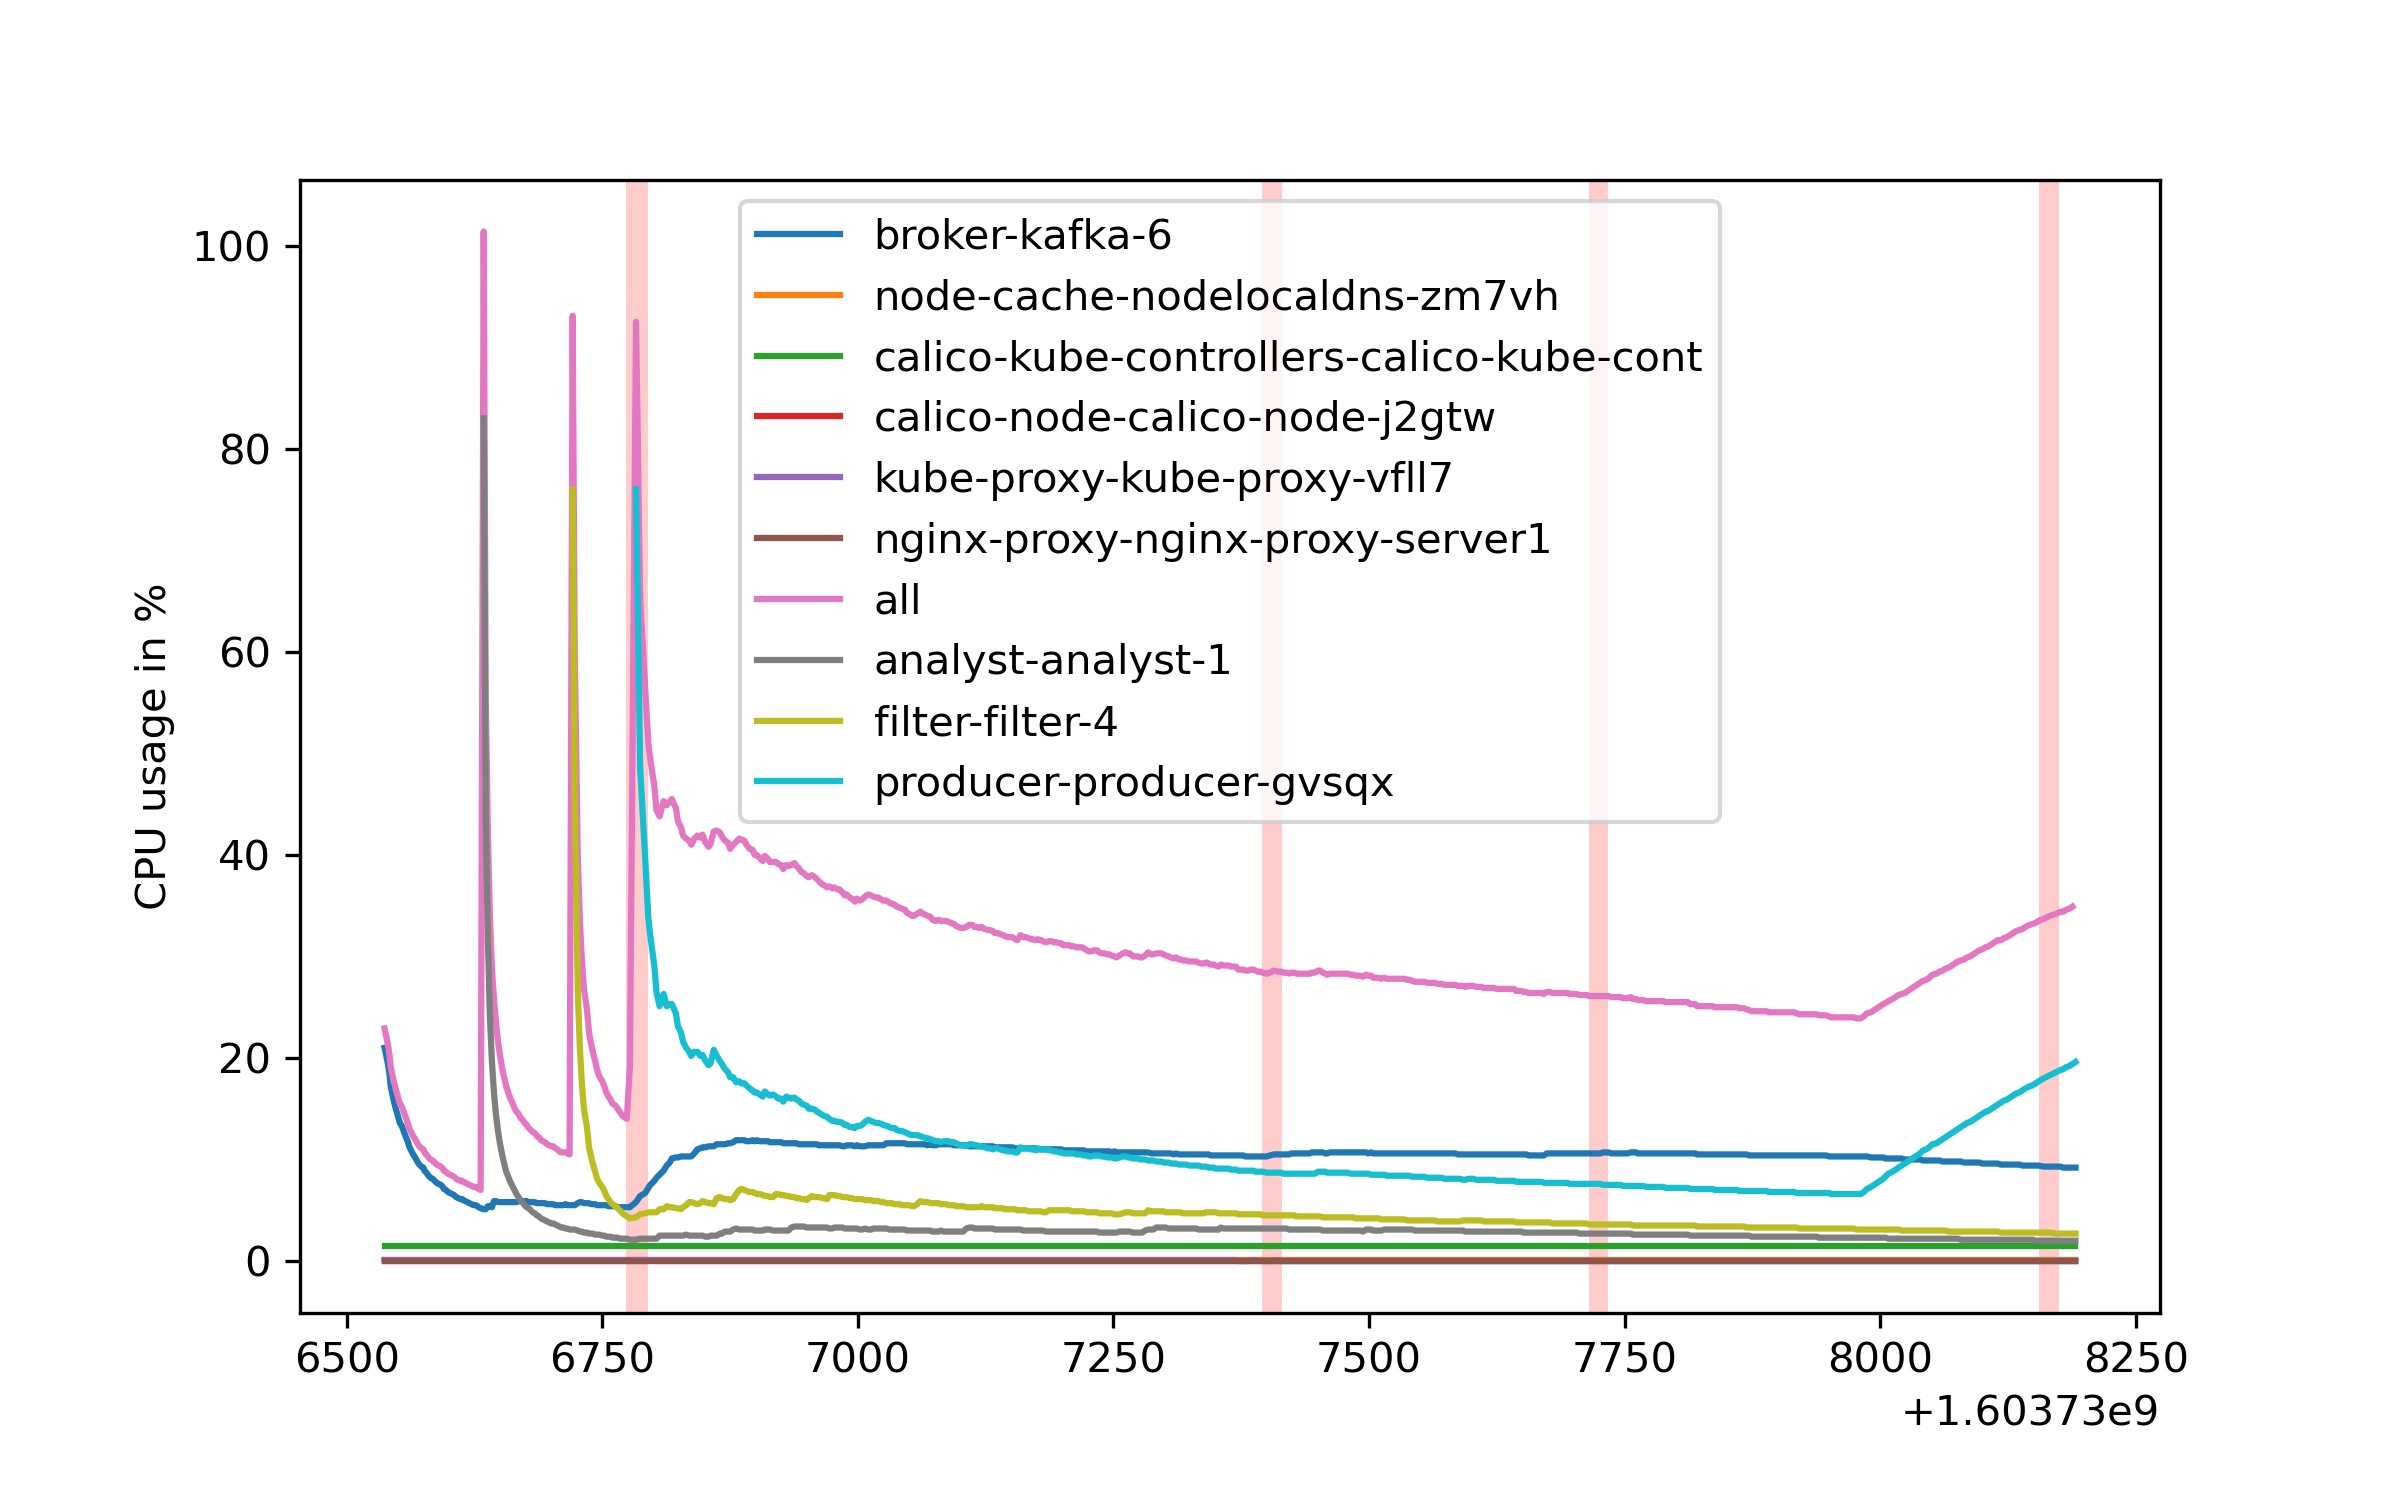 broker-kafka-6
node-cache-nodelocaldns-zm7vh
calico-kube-controllers-calico-kube-cont
calico-node-calico-node-j2gtw
kube-proxy-kube-proxy-vfll7
nginx-proxy-nginx-proxy-server1
all
analyst-analyst-1
filter-filter-4
producer-producer-gvsqx
CPU usage in %
100
80
60
40
20
0
6500 6750 7000 7250 7500 7750 8000 8250
+1.60373e9